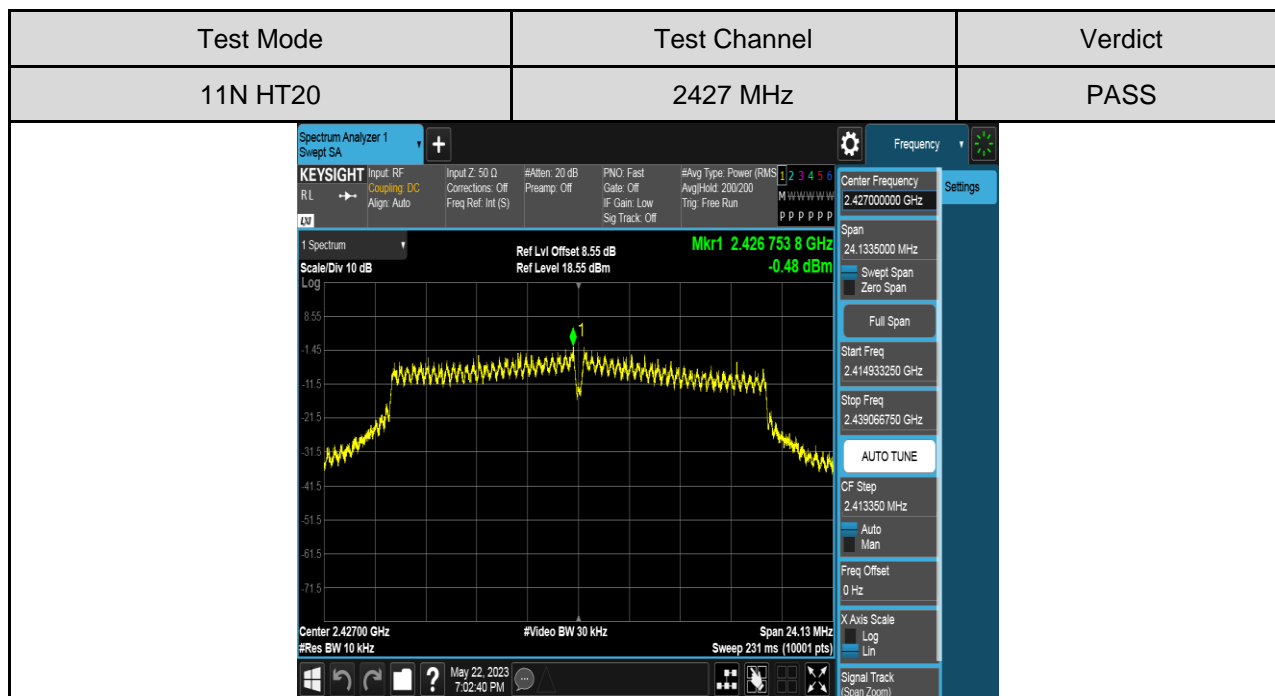 Test Mode Test Channel Verdict
11N HT20 2427 MHz PASS
Spectrum Analyzer 1
Swept SA
+
Frequency
KEYSIGHT
RL
LXI
Input: RF
Coupling: DC
Align: Auto
Input Z: 50 Ω
Corrections: Off
Freq Ref: Int (S)
#Atten: 20 dB
Preamp: Off
PNO: Fast
Gate: Off
IF Gain: Low
Sig Track: Off
#Avg Type: Power (RMS
Avg|Hold: 200/200
Trig: Free Run
1 2 3 4 5 6
M W W W W W
P P P P P P
1 Spectrum
Scale/Div 10 dB
Log
Ref Lvl Offset 8.55 dB
Ref Level 18.55 dBm
Mkr1 2.426 753 8 GHz
-0.48 dBm
8.55
1
-1.45
-11.5
-21.5
-31.5
-41.5
-51.5
-61.5
-71.5
Center 2.42700 GHz #Video BW 30 kHz Span 24.13 MHz
#Res BW 10 kHz Sweep 231 ms (10001 pts)
? May 22, 2023
7:02:40 PM
Settings
Center Frequency
2.427000000 GHz
Span
24.1335000 MHz
Swept Span
Zero Span
Full Span
Start Freq
2.414933250 GHz
Stop Freq
2.439066750 GHz
AUTO TUNE
CF Step
2.413350 MHz
Auto
Man
Freq Offset
0 Hz
X Axis Scale
Log
Lin
Signal Track
(Span Zoom)